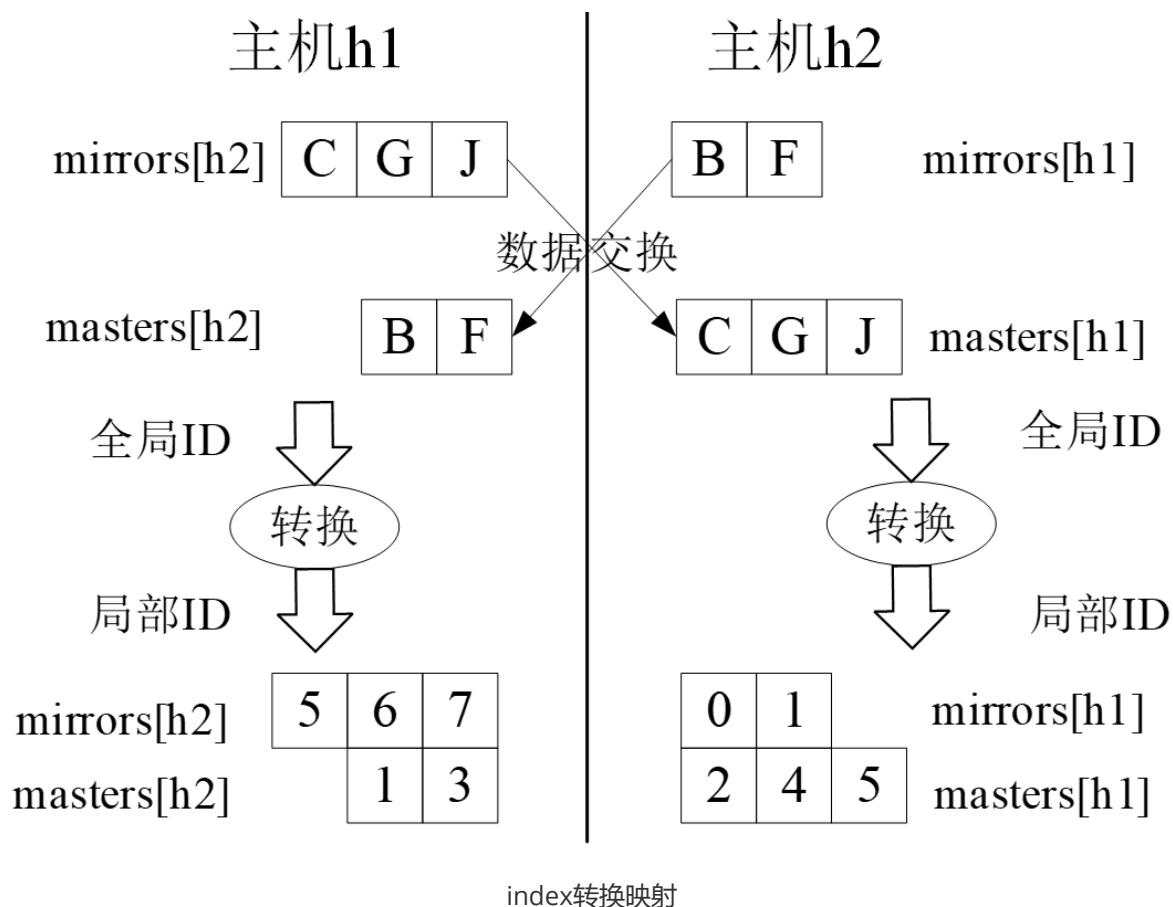 主机h1 主机h2
mirrors[h2] C G J B F mirrors[h1]
数据交换
masters[h2] B F C G J masters[h1]
全局ID 全局ID
转换 转换
局部ID 局部ID
mirrors[h2] 5 6 7 0 1 mirrors[h1]
masters[h2] 1 3 2 4 5 masters[h1]
index转换映射